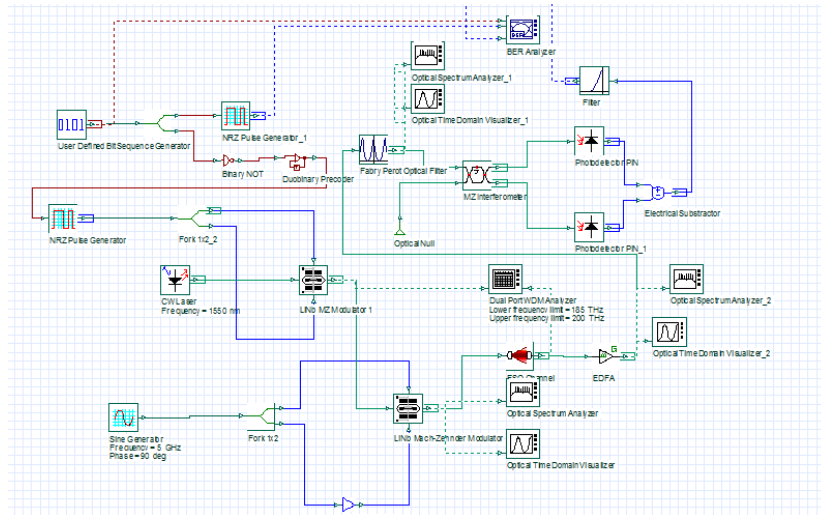 BER Analyzer
Optical Spectrum Analyzer_1
Filter
Optical Time Domain Visualizer_1
0101
User Defined Bit Sequence Generator
NRZ Pulse Generator_1
Binary NOT
Duobinary Precoder
Fabry Perot Optical Filter
Photodetector PIN
MZ Interferometer
Electrical Substractor
Optical Null
Photodetector PIN_1
NRZ Pulse Generator
Fork 1x2_2
CW Laser
Frequency = 1550 nm
LiNb MZ Modulator 1
Dual Port WDM Analyzer
Lower frequency limit = 185 THz
Upper frequency limit = 200 THz
Optical Spectrum Analyzer_2
Optical Time Domain Visualizer_2
FSO Channel
G
EDFA
Optical Spectrum Analyzer
Sine Generator
Frequency = 5 GHz
Phase = 90 deg
Fork 1x2
LiNb Mach-Zehnder Modulator
Optical Time Domain Visualizer